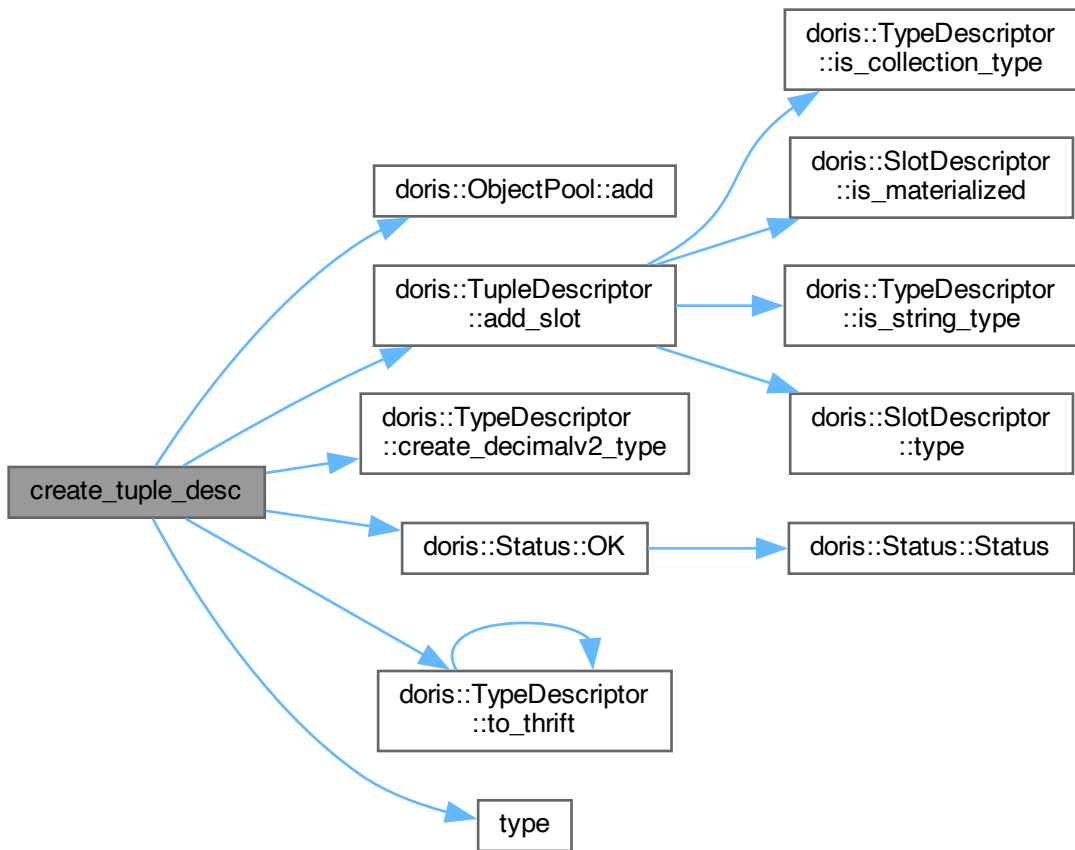 create_tuple_desc
doris::ObjectPool::add
doris::TupleDescriptor
::add_slot
doris::TypeDescriptor
::create_decimalv2_type
doris::Status::OK
doris::TypeDescriptor
::to_thrift
type
doris::TypeDescriptor
::is_collection_type
doris::SlotDescriptor
::is_materialized
doris::TypeDescriptor
::is_string_type
doris::SlotDescriptor
::type
doris::Status::Status